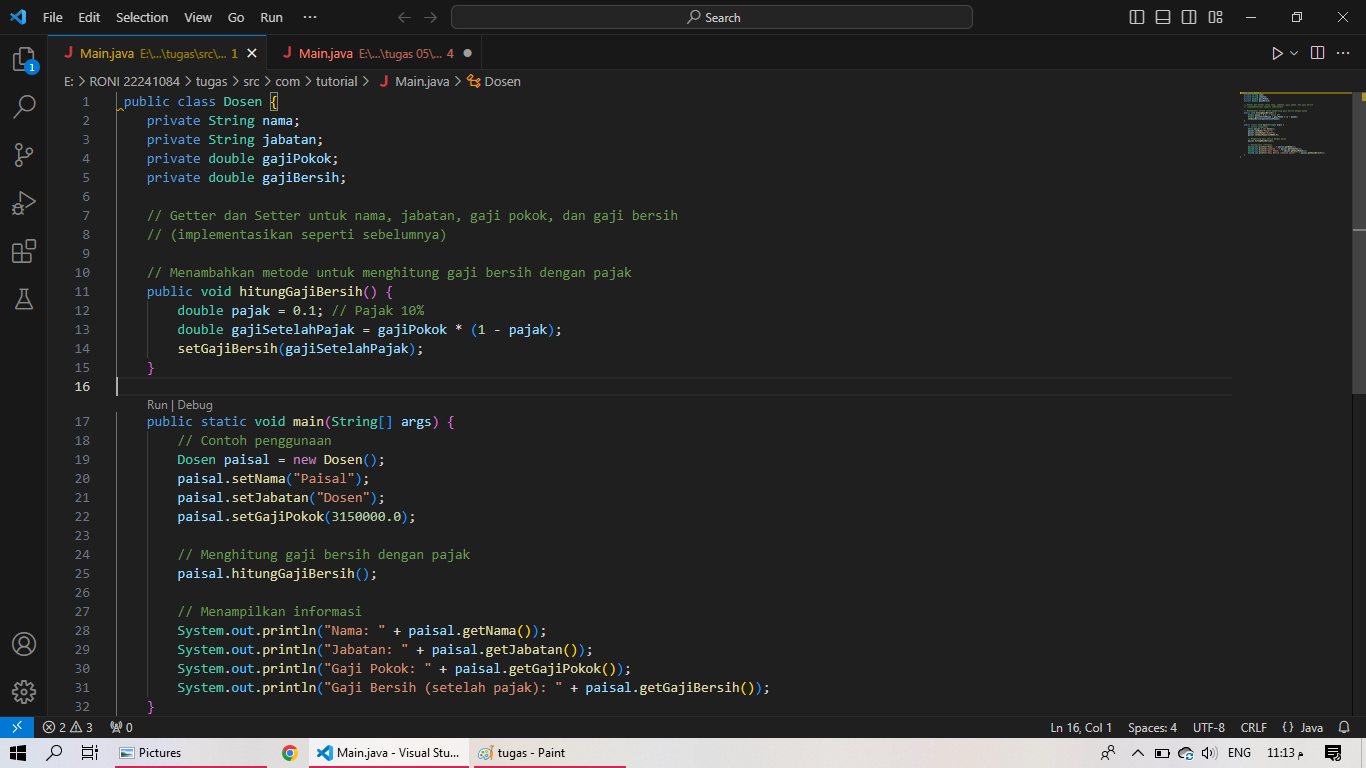 File Edit Selection View Go Run ··· Search
Main.java E:\...\tugas\src\... 1 Main.java E:\...\tugas 05\... 4
E: > RONI 22241084 > tugas > src > com > tutorial > Main.java > Dosen
1
1 public class Dosen {
2 private String nama;
3 private String jabatan;
4 private double gajiPokok;
5 private double gajiBersih;
6
7 // Getter dan Setter untuk nama, jabatan, gaji pokok, dan gaji bersih
8 // (implementasikan seperti sebelumnya)
9
10 // Menambahkan metode untuk menghitung gaji bersih dengan pajak
11 public void hitungGajiBersih() {
12 double pajak = 0.1; // Pajak 10%
13 double gajiSetelahPajak = gajiPokok * (1 - pajak);
14 setGajiBersih(gajiSetelahPajak);
15 }
16
Run | Debug
17 public static void main(String[] args) {
18 // Contoh penggunaan
19 Dosen paisal = new Dosen();
20 paisal.setNama("Paisal");
21 paisal.setJabatan("Dosen");
22 paisal.setGajiPokok(3150000.0);
23
24 // Menghitung gaji bersih dengan pajak
25 paisal.hitungGajiBersih();
26
27 // Menampilkan informasi
28 System.out.println("Nama: " + paisal.getNama());
29 System.out.println("Jabatan: " + paisal.getJabatan());
30 System.out.println("Gaji Pokok: " + paisal.getGajiPokok());
31 System.out.println("Gaji Bersih (setelah pajak): " + paisal.getGajiBersih());
32 }
2 3 0 Ln 16, Col 1 Spaces: 4 UTF-8 CRLF {} Java
Pictures Main.java - Visual Stu... tugas - Paint ENG 11:13 م